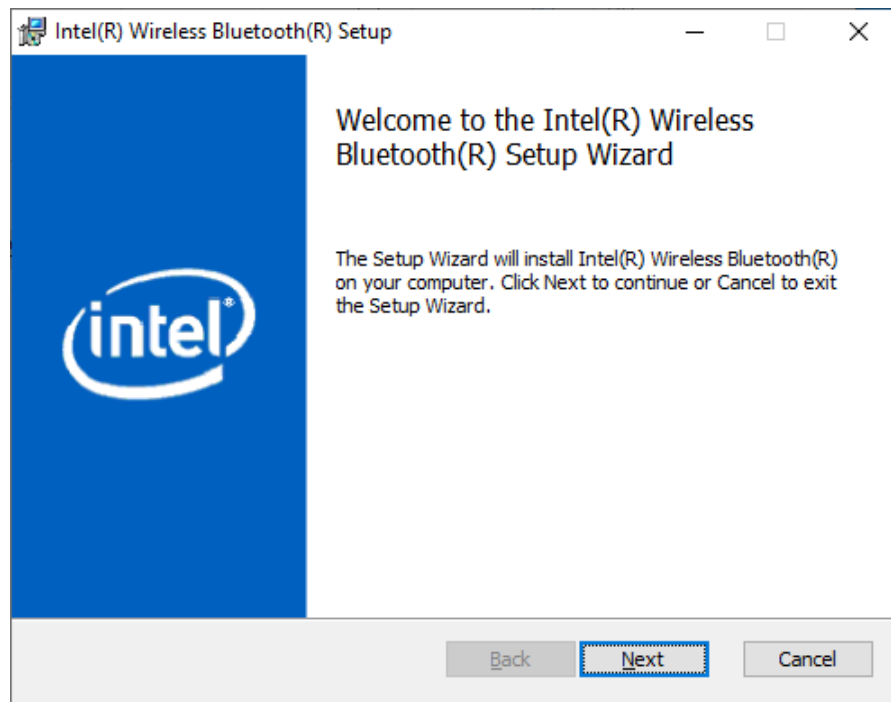 Intel(R) Wireless Bluetooth(R) Setup
Welcome to the Intel(R) Wireless
Bluetooth(R) Setup Wizard
The Setup Wizard will install Intel(R) Wireless Bluetooth(R)
on your computer. Click Next to continue or Cancel to exit
the Setup Wizard.
intel®
Back
Next
Cancel